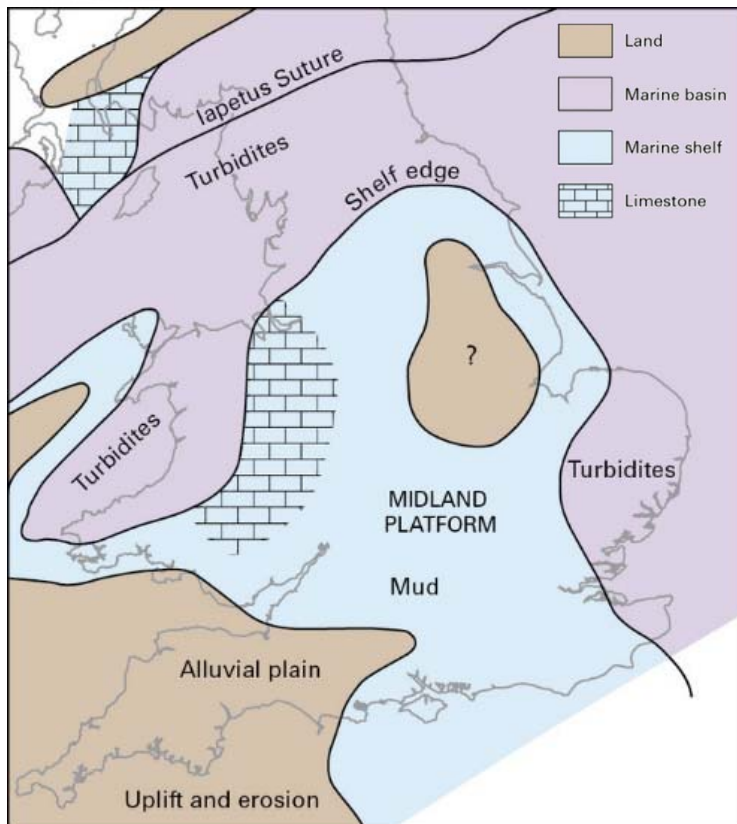 Land
Marine basin
Marine shelf
Limestone
Iapetus Suture
Turbidites
Shelf edge
?
Turbidites
Turbidites
MIDLAND
PLATFORM
Mud
Alluvial plain
Uplift and erosion